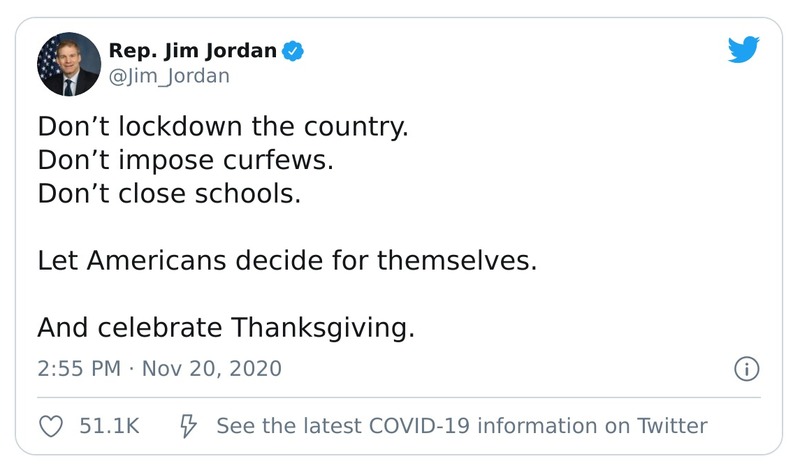 Rep. Jim Jordan
@Jim_Jordan
Don’t lockdown the country.
Don’t impose curfews.
Don’t close schools.
Let Americans decide for themselves.
And celebrate Thanksgiving.
2:55 PM · Nov 20, 2020
51.1K See the latest COVID-19 information on Twitter